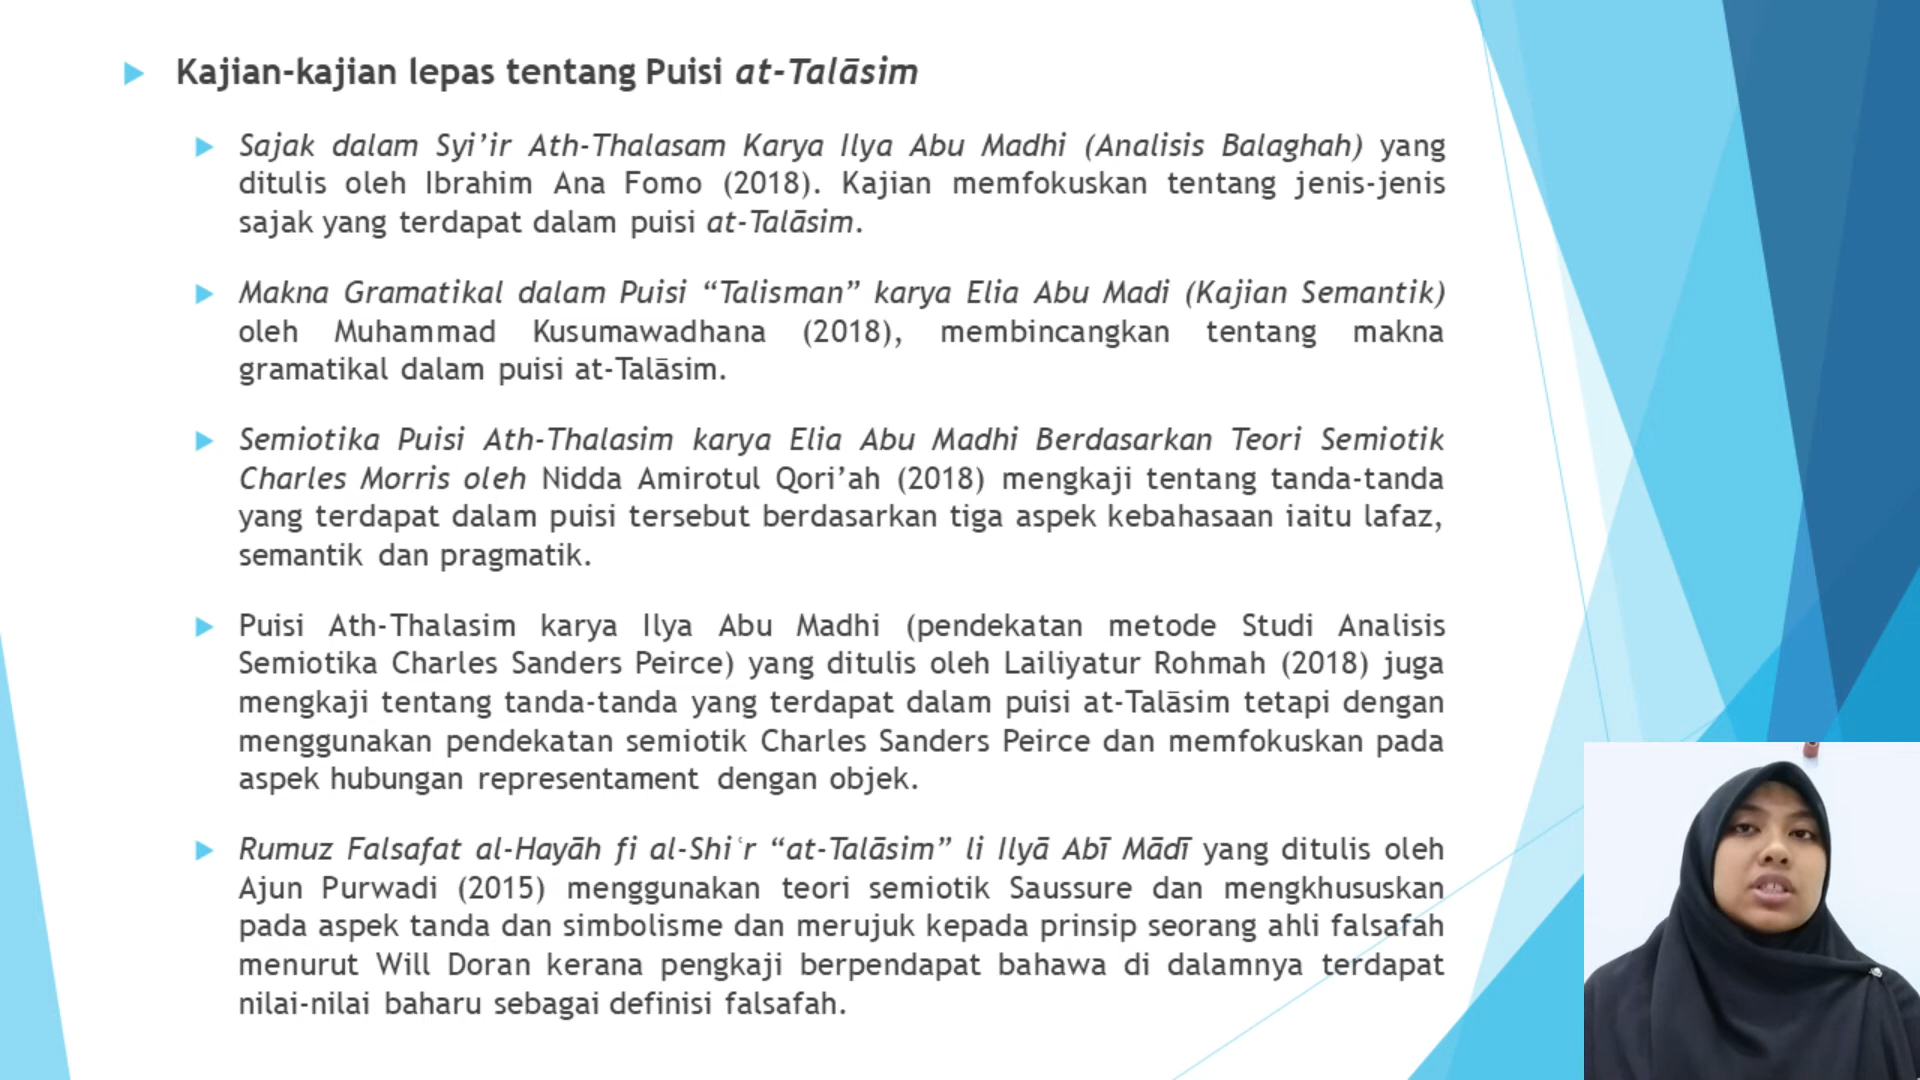 Kajian-kajian lepas tentang Puisi at-Talāsim
Sajak dalam Syi’ir Ath-Thalasam Karya Ilya Abu Madhi (Analisis Balaghah) yang
ditulis oleh Ibrahim Ana Fomo (2018). Kajian memfokuskan tentang jenis-jenis
sajak yang terdapat dalam puisi at-Talāsim.
Makna Gramatikal dalam Puisi “Talisman” karya Elia Abu Madi (Kajian Semantik)
oleh Muhammad Kusumawadhana (2018), membincangkan tentang makna
gramatikal dalam puisi at-Talāsim.
Semiotika Puisi Ath-Thalasim karya Elia Abu Madhi Berdasarkan Teori Semiotik
Charles Morris oleh Nidda Amirotul Qori’ah (2018) mengkaji tentang tanda-tanda
yang terdapat dalam puisi tersebut berdasarkan tiga aspek kebahasaan iaitu lafaz,
semantik dan pragmatik.
Puisi Ath-Thalasim karya Ilya Abu Madhi (pendekatan metode Studi Analisis
Semiotika Charles Sanders Peirce) yang ditulis oleh Lailiyatur Rohmah (2018) juga
mengkaji tentang tanda-tanda yang terdapat dalam puisi at-Talāsim tetapi dengan
menggunakan pendekatan semiotik Charles Sanders Peirce dan memfokuskan pada
aspek hubungan representament dengan objek.
Rumuz Falsafat al-Hayāh fi al-Shiʿr “at-Talāsim” li Ilyā Abī Mādī yang ditulis oleh
Ajun Purwadi (2015) menggunakan teori semiotik Saussure dan mengkhususkan
pada aspek tanda dan simbolisme dan merujuk kepada prinsip seorang ahli falsafah
menurut Will Doran kerana pengkaji berpendapat bahawa di dalamnya terdapat
nilai-nilai baharu sebagai definisi falsafah.